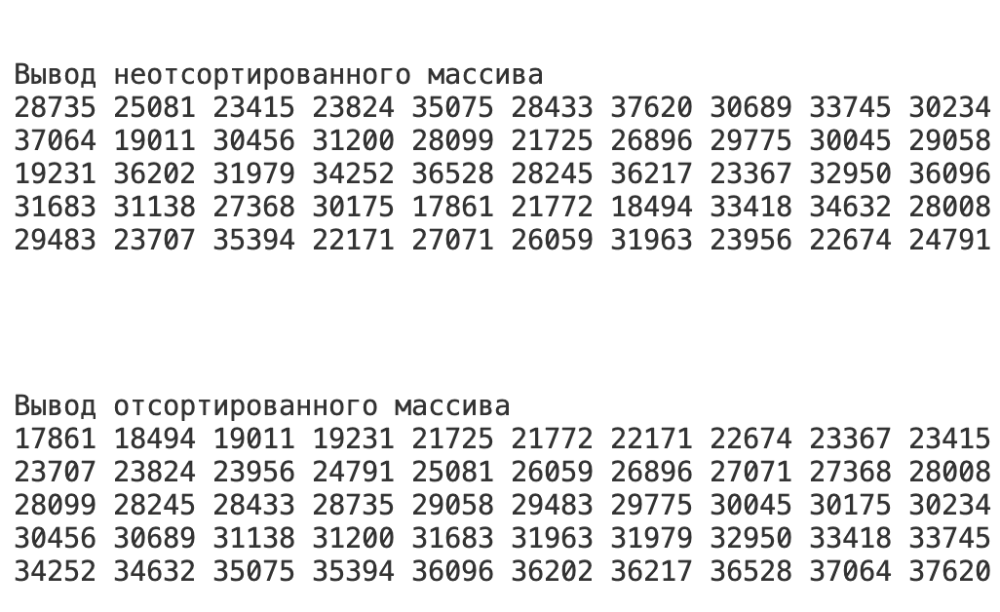 Вывод неотсортированного массива
28735 25081 23415 23824 35075 28433 37620 30689 33745 30234
37064 19011 30456 31200 28099 21725 26896 29775 30045 29058
19231 36202 31979 34252 36528 28245 36217 23367 32950 36096
31683 31138 27368 30175 17861 21772 18494 33418 34632 28008
29483 23707 35394 22171 27071 26059 31963 23956 22674 24791
Вывод отсортированного массива
17861 18494 19011 19231 21725 21772 22171 22674 23367 23415
23707 23824 23956 24791 25081 26059 26896 27071 27368 28008
28099 28245 28433 28735 29058 29483 29775 30045 30175 30234
30456 30689 31138 31200 31683 31963 31979 32950 33418 33745
34252 34632 35075 35394 36096 36202 36217 36528 37064 37620